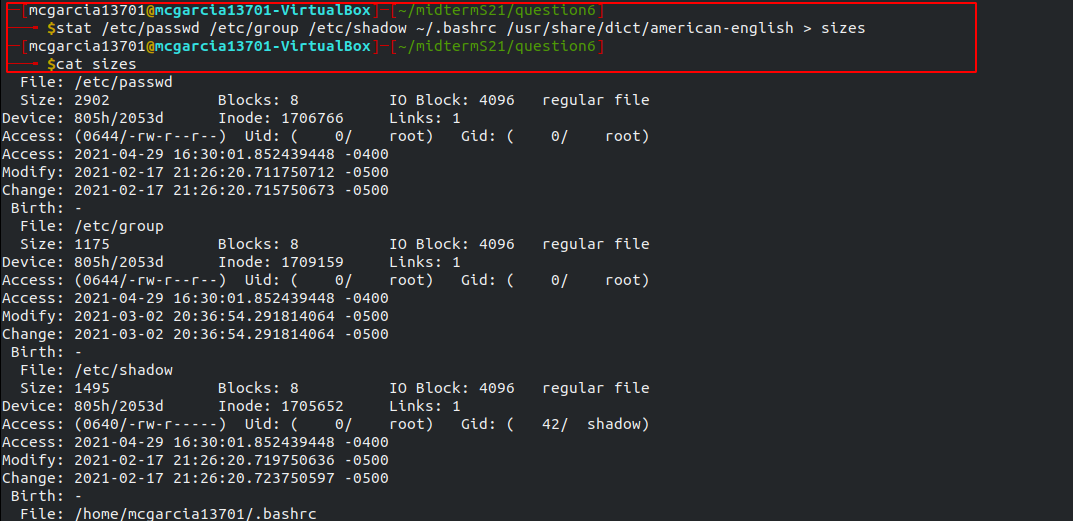 [mcgarcia13701@mcgarcia13701-VirtualBox]-[~/midtermS21/question6]
$stat /etc/passwd /etc/group /etc/shadow ~/.bashrc /usr/share/dict/american-english > sizes
[mcgarcia13701@mcgarcia13701-VirtualBox]-[~/midtermS21/question6]
$cat sizes
  File: /etc/passwd
  Size: 2902            Blocks: 8          IO Block: 4096   regular file
Device: 805h/2053d      Inode: 1706766     Links: 1
Access: (0644/-rw-r--r--)  Uid: (    0/    root)   Gid: (    0/    root)
Access: 2021-04-29 16:30:01.852439448 -0400
Modify: 2021-02-17 21:26:20.711750712 -0500
Change: 2021-02-17 21:26:20.715750673 -0500
 Birth: -
  File: /etc/group
  Size: 1175            Blocks: 8          IO Block: 4096   regular file
Device: 805h/2053d      Inode: 1709159     Links: 1
Access: (0644/-rw-r--r--)  Uid: (    0/    root)   Gid: (    0/    root)
Access: 2021-04-29 16:30:01.852439448 -0400
Modify: 2021-03-02 20:36:54.291814064 -0500
Change: 2021-03-02 20:36:54.291814064 -0500
 Birth: -
  File: /etc/shadow
  Size: 1495            Blocks: 8          IO Block: 4096   regular file
Device: 805h/2053d      Inode: 1705652     Links: 1
Access: (0640/-rw-r-----)  Uid: (    0/    root)   Gid: (   42/  shadow)
Access: 2021-04-29 16:30:01.852448448 -0400
Modify: 2021-02-17 21:26:20.719750636 -0500
Change: 2021-02-17 21:26:20.723750597 -0500
 Birth: -
  File: /home/mcgarcia13701/.bashrc